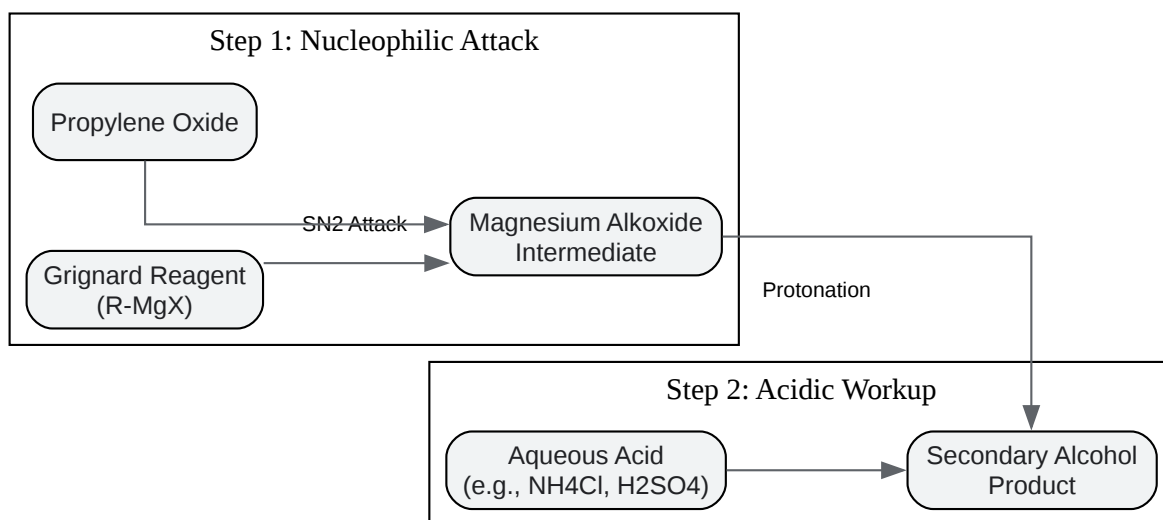 Step 1: Nucleophilic Attack
Propylene Oxide
SN2 Attack
Magnesium Alkoxide
Intermediate
Grignard Reagent
(R-MgX)
Protonation
Step 2: Acidic Workup
Aqueous Acid
(e.g., NH4Cl, H2SO4)
Secondary Alcohol
Product